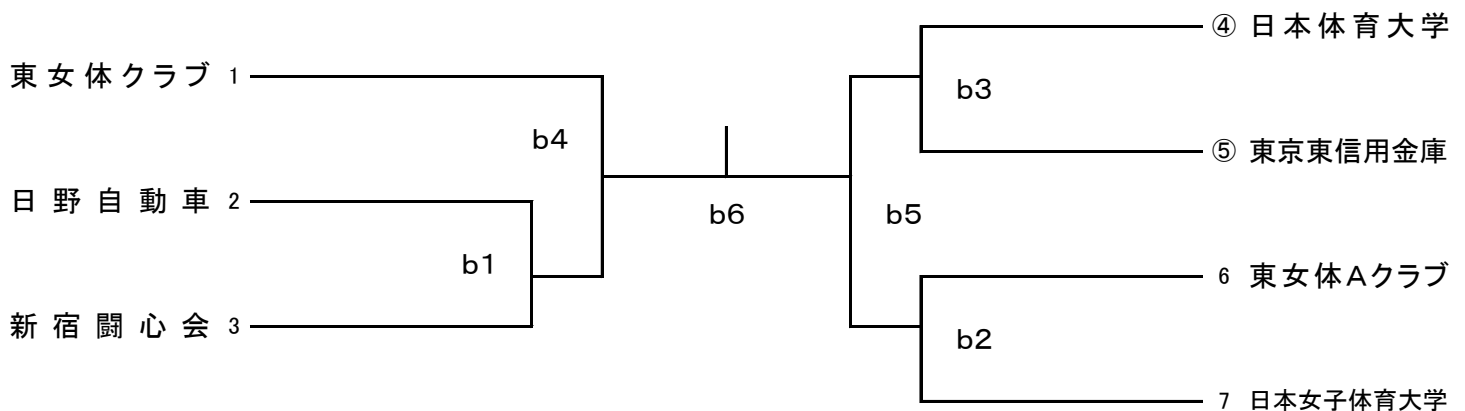 東女体クラブ 1
日野自動車 2
新宿闘心会 3
b4
b1
b6
b3
b5
b2
④ 日本体育大学
⑤ 東京東信用金庫
6 東女体Aクラブ
7 日本女子体育大学